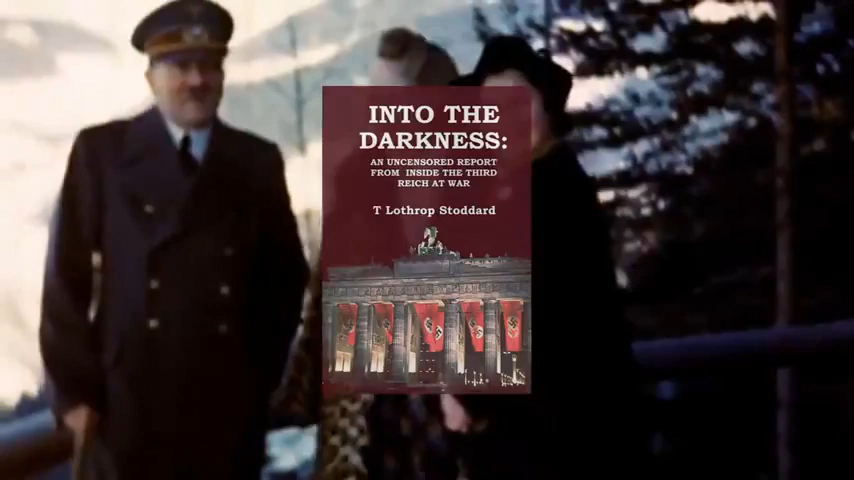 INTO THE
DARKNESS:
AN UNCENSORED REPORT
FROM INSIDE THE THIRD
REICH AT WAR
T Lothrop Stoddard